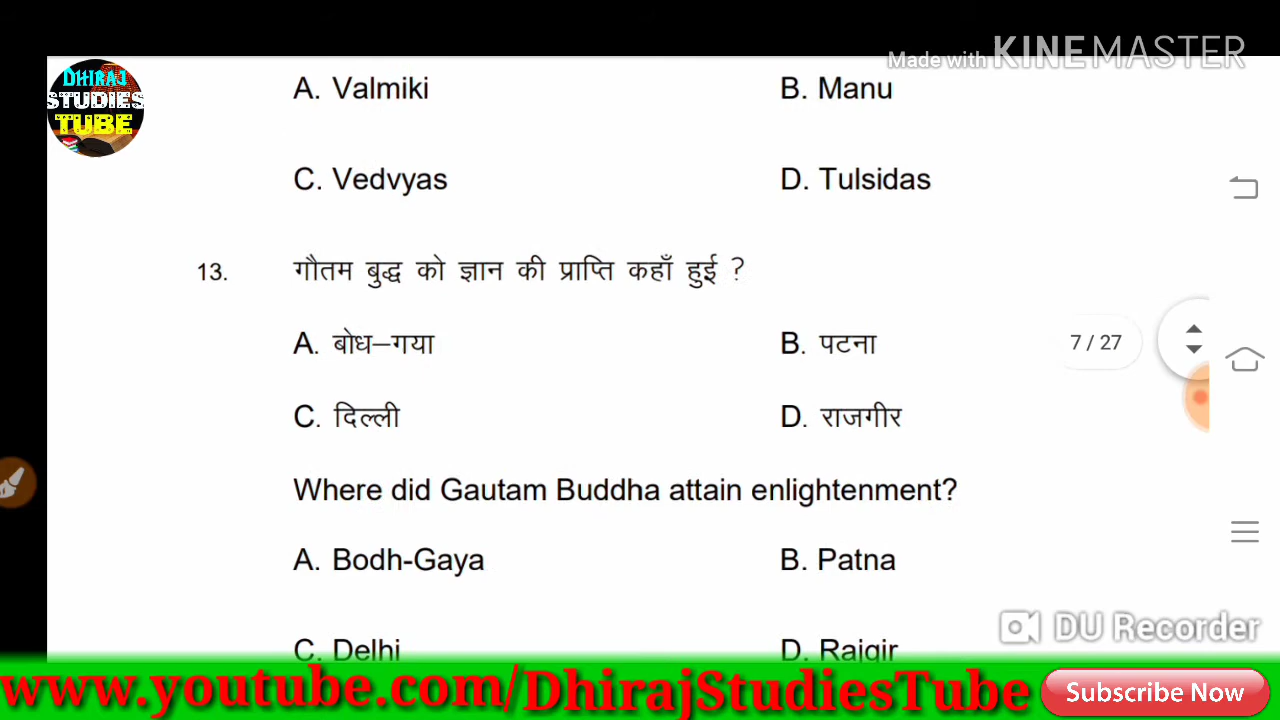 Made with KINEMASTER
DHIRAJ
STUDIES
TUBE
A. Valmiki B. Manu
C. Vedvyas D. Tulsidas
13. गौतम बुद्ध को ज्ञान की प्राप्ति कहाँ हुई ?
A. बोध–गया B. पटना
7 / 27
C. दिल्ली D. राजगीर
Where did Gautam Buddha attain enlightenment?
A. Bodh-Gaya B. Patna
DU Recorder
C. Delhi D. Rajgir
www.youtube.com/DhirajStudiesTube Subscribe Now